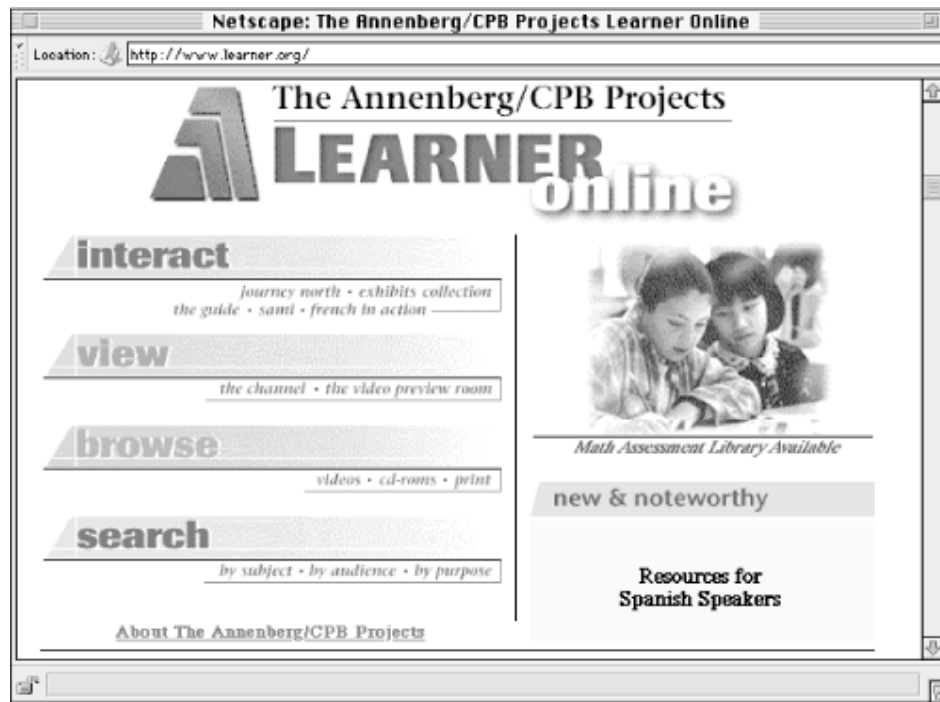 Netscape: The Annenberg/CPB Projects Learner Online
Location: http://www.learner.org/
The Annenberg/CPB Projects
LEARNER
online
interact
journey north • exhibits collection
the guide • sami • french in action
view
the channel • the video preview room
browse
videos • cd-roms • print
search
by subject • by audience • by purpose
About The Annenberg/CPB Projects
Math Assessment Library Available
new & noteworthy
Resources for
Spanish Speakers